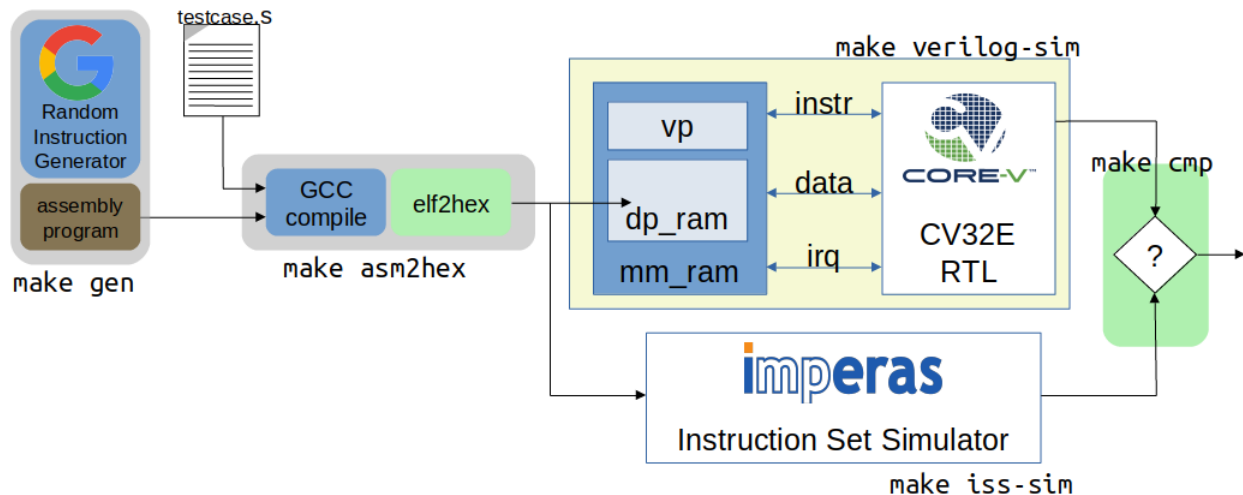 testcase.s
make verilog-sim
Random
Instruction
Generator
assembly
program
make gen
GCC
compile
elf2hex
make asm2hex
vp
dp_ram
mm_ram
instr
data
irq
CORE-V™
CV32E
RTL
make cmp
?
imperas
Instruction Set Simulator
make iss-sim